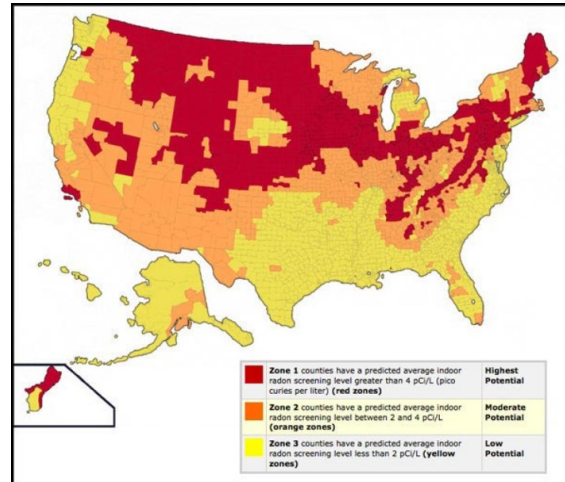 Zone 1 counties have a predicted average indoor
radon screening level greater than 4 pCi/L (pico
curies per liter) (red zones)
Highest
Potential
Zone 2 counties have a predicted average indoor
radon screening level between 2 and 4 pCi/L
(orange zones)
Moderate
Potential
Zone 3 counties have a predicted average indoor
radon screening level less than 2 pCi/L (yellow
zones)
Low
Potential